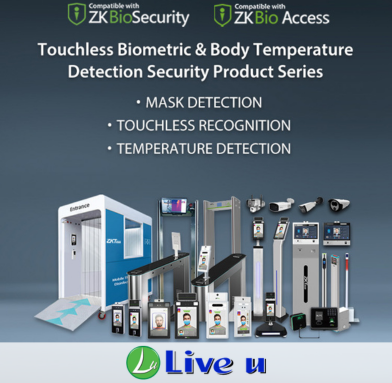 Compatible with
ZKBioSecurity
Compatible with
ZKBio Access
Touchless Biometric & Body Temperature
Detection Security Product Series
• MASK DETECTION
• TOUCHLESS RECOGNITION
• TEMPERATURE DETECTION
Entrance
Lu Live u